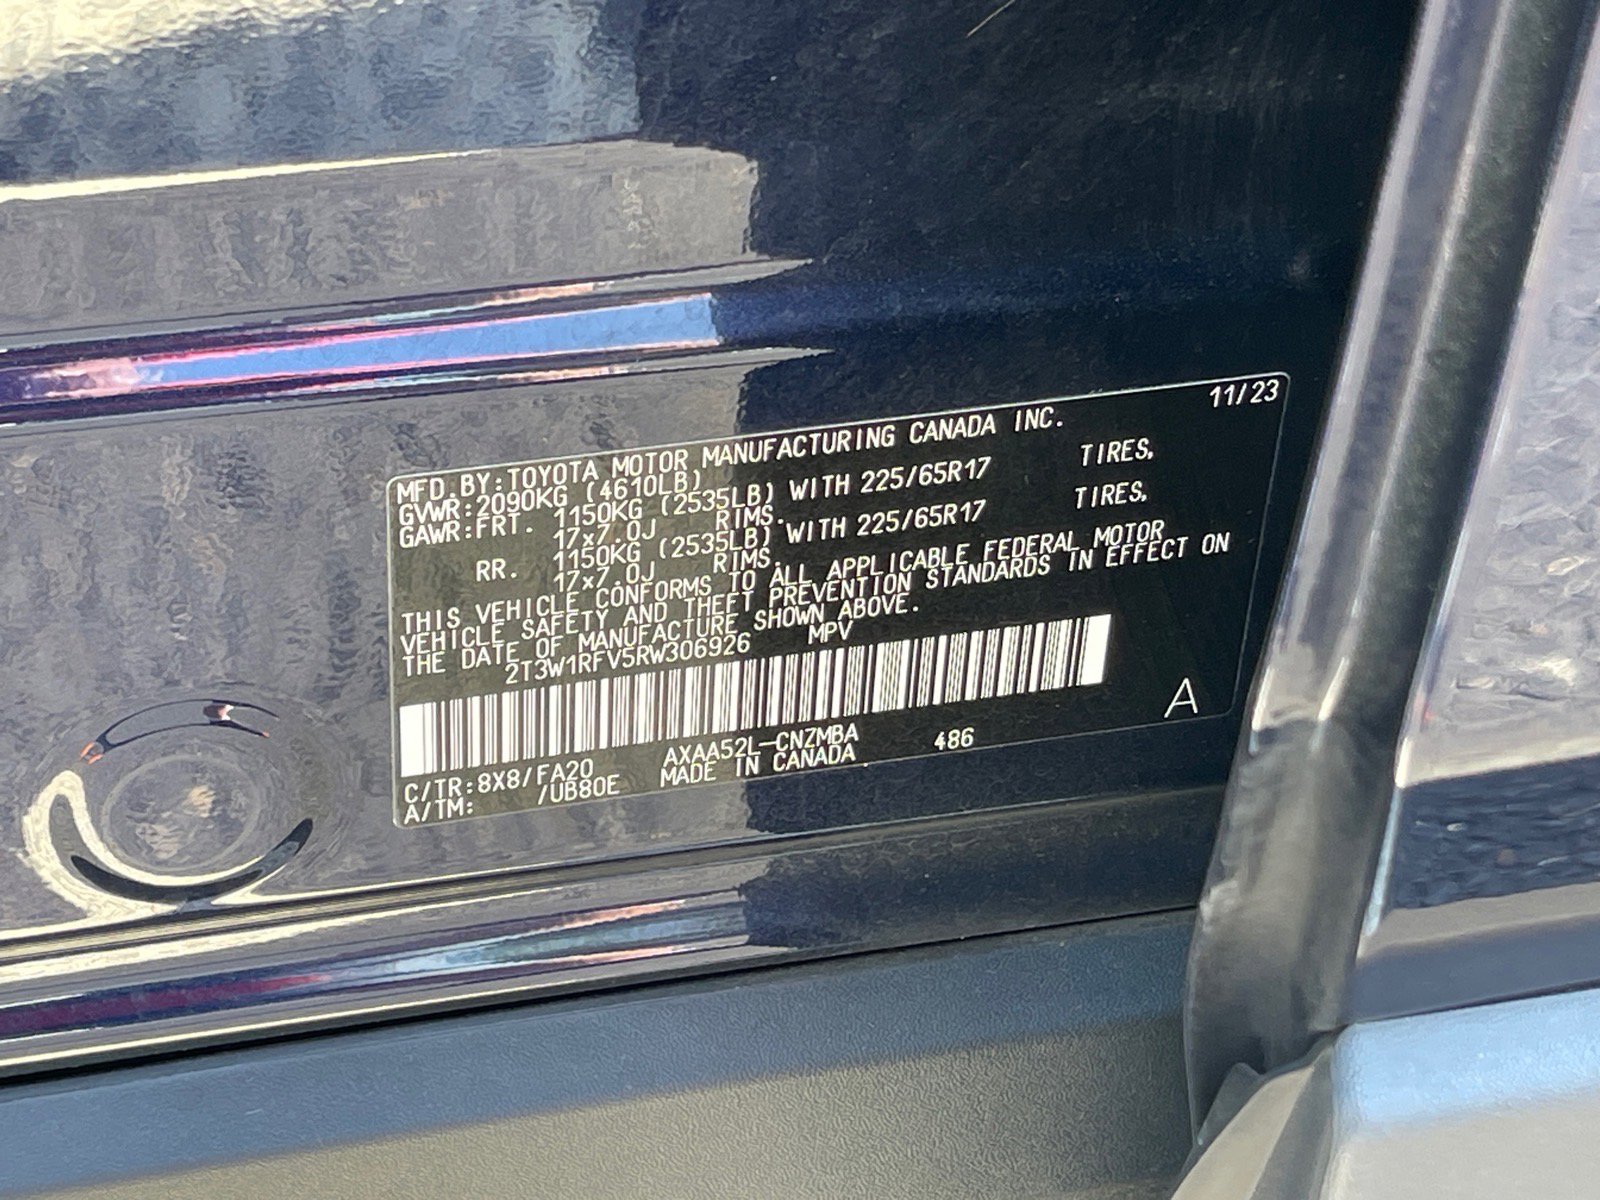 11/23
MFD.BY:TOYOTA MOTOR MANUFACTURING CANADA INC.
GVWR:2090KG (4610LB)
GAWR:FRT. 1150KG (2535LB) WITH 225/65R17 TIRES,
17x7.0J RIMS.
RR. 1150KG (2535LB) WITH 225/65R17 TIRES,
17x7.0J RIMS.
THIS VEHICLE CONFORMS TO ALL APPLICABLE FEDERAL MOTOR
VEHICLE SAFETY AND THEFT PREVENTION STANDARDS IN EFFECT ON
THE DATE OF MANUFACTURE SHOWN ABOVE.
2T3W1RFV5RW306926 MPV
A
AXAA52L-CNZMBA 486
C/TR:8X8/FA20 MADE IN CANADA
A/TM: /UB80E